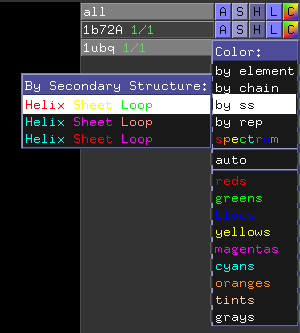 all A S H L C
1b72A 1/1 A S H L C
1ubq 1/1
Color:
by element
by chain
by ss
by rep
spectrum
auto
reds
greens
blues
yellows
magentas
cyans
oranges
tints
grays
By Secondary Structure:
Helix Sheet Loop
Helix Sheet Loop
Helix Sheet Loop